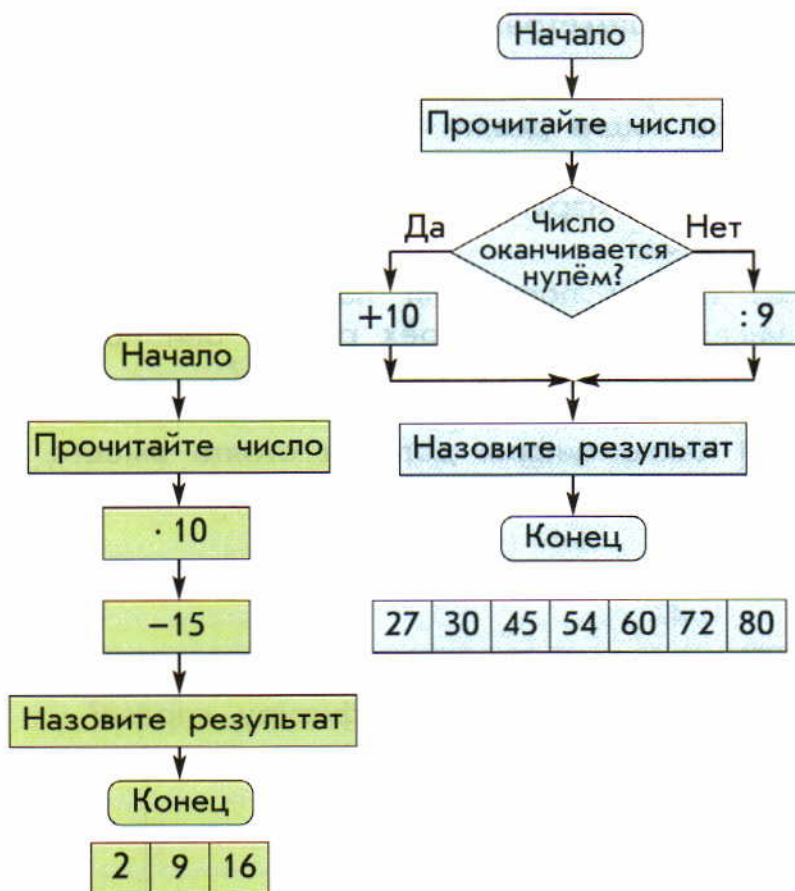 Начало
Прочитайте число
Число
оканчивается
нулём?
Да
Нет
+10
: 9
Назовите результат
Конец
27 30 45 54 60 72 80
Начало
Прочитайте число
· 10
−15
Назовите результат
Конец
2 9 16